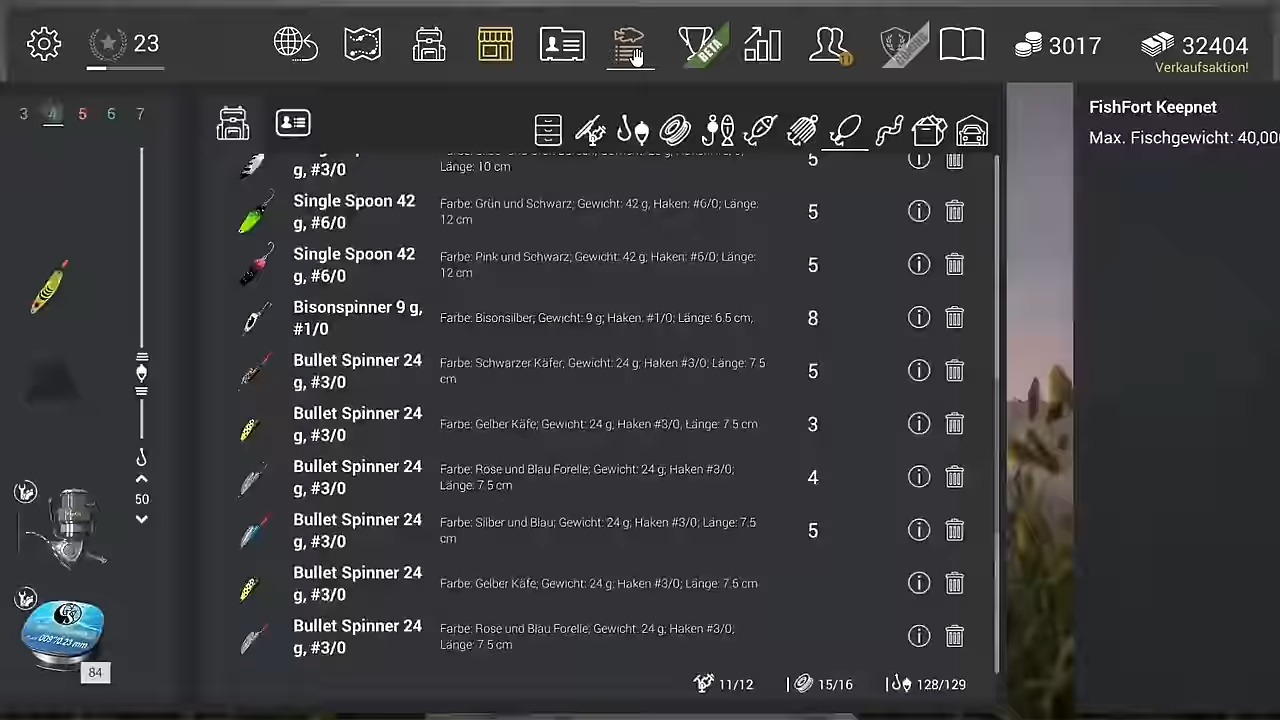 23
BETA
3017
32404
Verkaufsaktion!
3 4 5 6 7
FishFort Keepnet
Max. Fischgewicht: 40,00
g, #3/0
Länge: 10 cm
5
Single Spoon 42
g, #6/0
Farbe: Grün und Schwarz; Gewicht: 42 g, Haken: #6/0; Länge:
12 cm
5
Single Spoon 42
g, #6/0
Farbe: Pink und Schwarz; Gewicht: 42 g; Haken: #6/0; Länge:
12 cm
5
Bisonspinner 9 g,
#1/0
Farbe: Bisonsilber; Gewicht: 9 g; Haken. #1/0; Länge: 6.5 cm,
8
Bullet Spinner 24
g, #3/0
Farbe: Schwarzer Käfer; Gewicht: 24 g; Haken #3/0; Länge: 7 5
cm
5
Bullet Spinner 24
g, #3/0
Farbe: Gelber Käfe; Gewicht: 24 g, Haken #3/0, Länge: 7 5 cm
3
Bullet Spinner 24
g, #3/0
Farbe: Rose und Blau Forelle; Gewicht: 24 g; Haken #3/0;
Länge: 7 5 cm
4
Bullet Spinner 24
g, #3/0
Farbe: Silber und Blau; Gewicht: 24 g; Haken #3/0; Länge: 7.5
cm
5
Bullet Spinner 24
g, #3/0
Farbe: Gelber Käfe; Gewicht: 24 g; Haken #3/0; Länge: 7.5 cm
Bullet Spinner 24
g, #3/0
Farbe: Rose und Blau Forelle, Gewicht: 24 g; Haken #3/0;
Länge: 7 5 cm
50
84
11/12
15/16
128/129